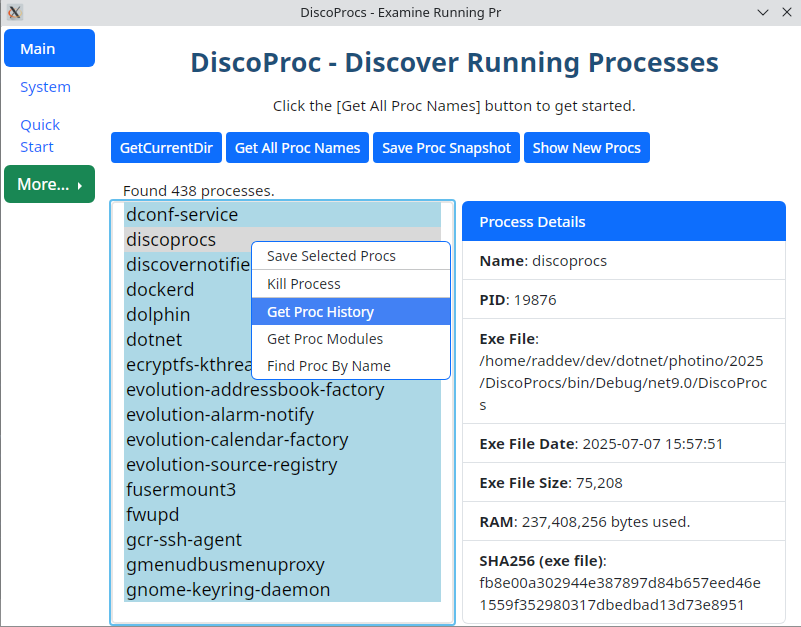 DiscoProcs - Examine Running Pr
Main
System
Quick
Start
More...
DiscoProc - Discover Running Processes
Click the [Get All Proc Names] button to get started.
GetCurrentDir
Get All Proc Names
Save Proc Snapshot
Show New Procs
Found 438 processes.
dconf-service
discoprocs
discovernotifie
dockerd
dolphin
dotnet
ecryptfs-kthrea
evolution-addressbook-factory
evolution-alarm-notify
evolution-calendar-factory
evolution-source-registry
fusermount3
fwupd
gcr-ssh-agent
gmenudbusmenuproxy
gnome-keyring-daemon
Save Selected Procs
Kill Process
Get Proc History
Get Proc Modules
Find Proc By Name
Process Details
Name: discoprocs
PID: 19876
Exe File:
/home/raddev/dev/dotnet/photino/2025
/DiscoProcs/bin/Debug/net9.0/DiscoProc
s
Exe File Date: 2025-07-07 15:57:51
Exe File Size: 75,208
RAM: 237,408,256 bytes used.
SHA256 (exe file):
fb8e00a302944e387897d84b657eed46e
1559f352980317dbedbad13d73e8951